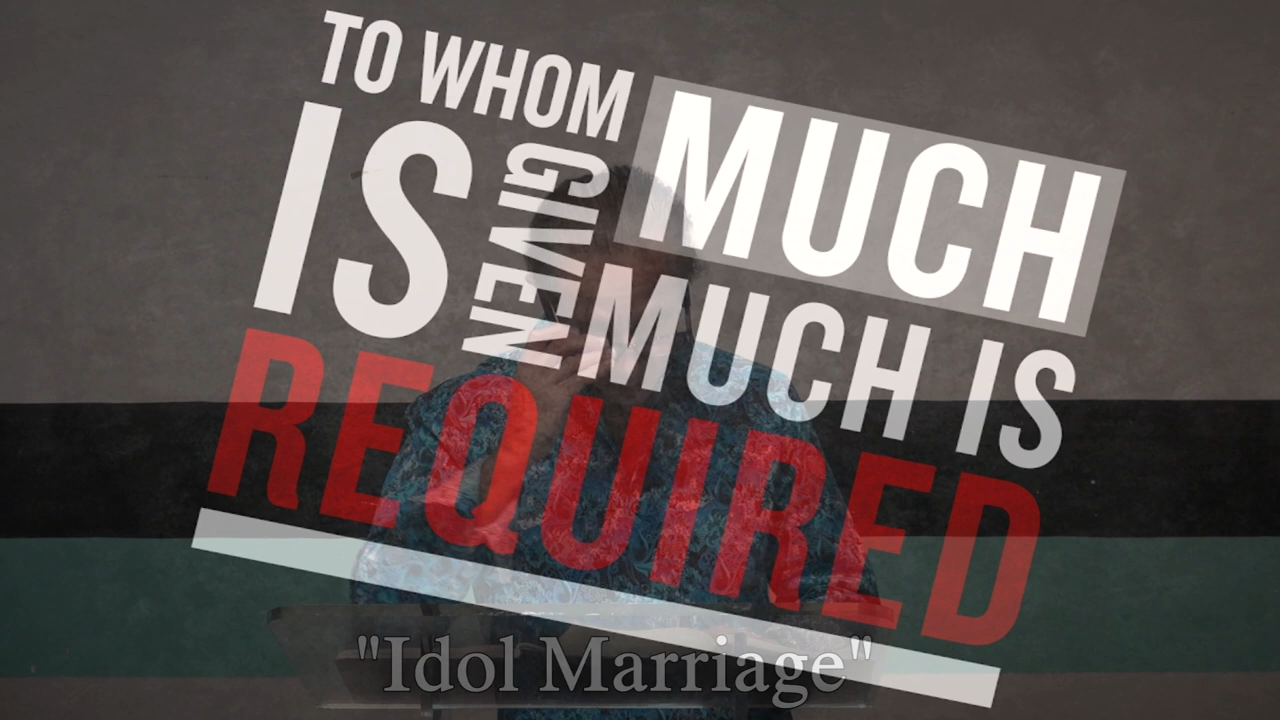 TO WHOM MUCH
IS GIVEN MUCH IS
REQUIRED
"Idol Marriage"